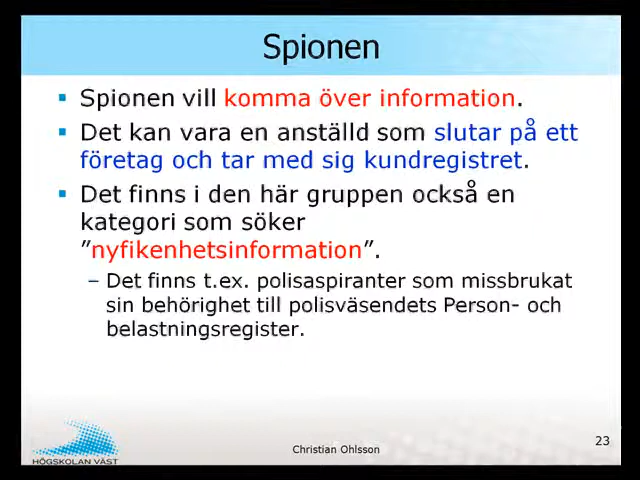 Spionen
Spionen vill komma över information.
Det kan vara en anställd som slutar på ett
företag och tar med sig kundregistret.
Det finns i den här gruppen också en
kategori som söker
”nyfikenhetsinformation”.
– Det finns t.ex. polisaspiranter som missbrukat
sin behörighet till polisväsendets Person- och
belastningsregister.
HÖGSKOLAN VÄST
Christian Ohlsson
23